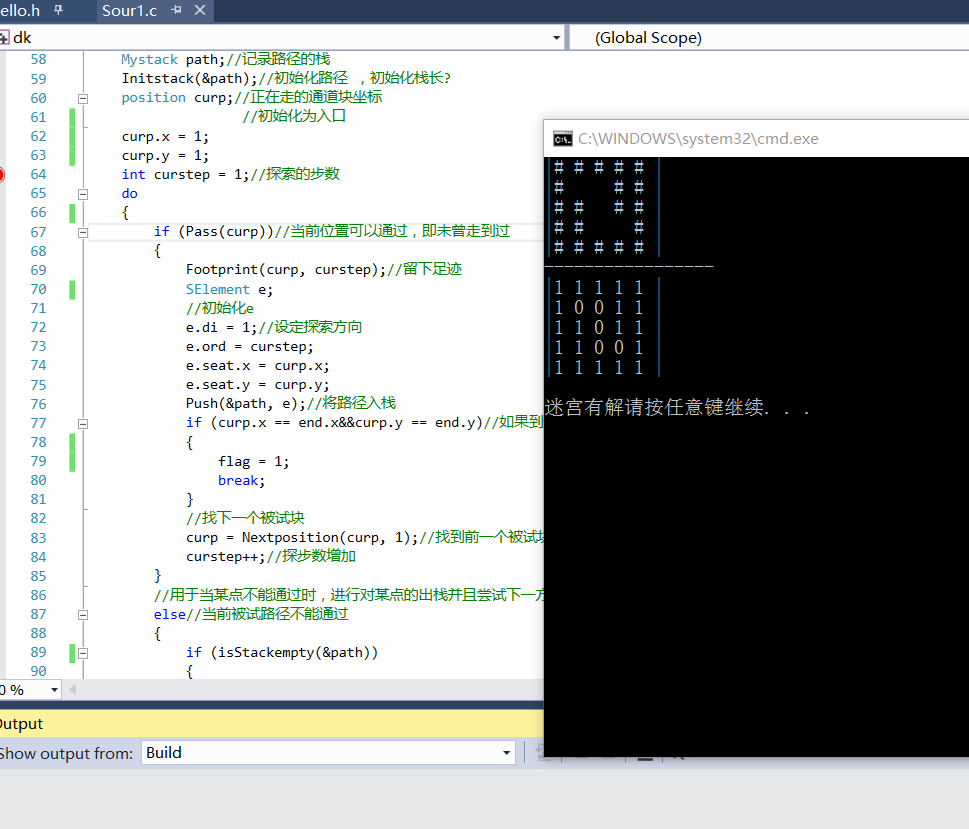 ello.h Sour1.c
dk (Global Scope)
58 Mystack path;//记录路径的栈
59 Initstack(&path);//初始化路径 ，初始化栈长?
60 position curp;//正在走的通道块坐标
61 //初始化为入口
62 curp.x = 1;
63 curp.y = 1;
64 int curstep = 1;//探索的步数
65 do
66 {
67 if (Pass(curp))//当前位置可以通过，即未曾走到过
68 {
69 Footprint(curp, curstep);//留下足迹
70 SElement e;
71 //初始化e
72 e.di = 1;//设定探索方向
73 e.ord = curstep;
74 e.seat.x = curp.x;
75 e.seat.y = curp.y;
76 Push(&path, e);//将路径入栈
77 if (curp.x == end.x&&curp.y == end.y)//如果到
78 {
79 flag = 1;
80 break;
81 }
82 //找下一个被试块
83 curp = Nextposition(curp, 1);//找到前一个被试块
84 curstep++;//探步数增加
85 }
86 //用于当某点不能通过时，进行对某点的出栈并且尝试下一方
87 else//当前被试路径不能通过
88 {
89 if (isStackempty(&path))
90 {
0 %
Output
Show output from: Build
C:\WINDOWS\system32\cmd.exe
|# # # # # |
|#     # # |
|# #   # # |
|# #     # |
|# # # # # |
-----------------
|1 1 1 1 1 |
|1 0 0 1 1 |
|1 1 0 1 1 |
|1 1 0 0 1 |
|1 1 1 1 1 |
迷宫有解请按任意键继续. . .